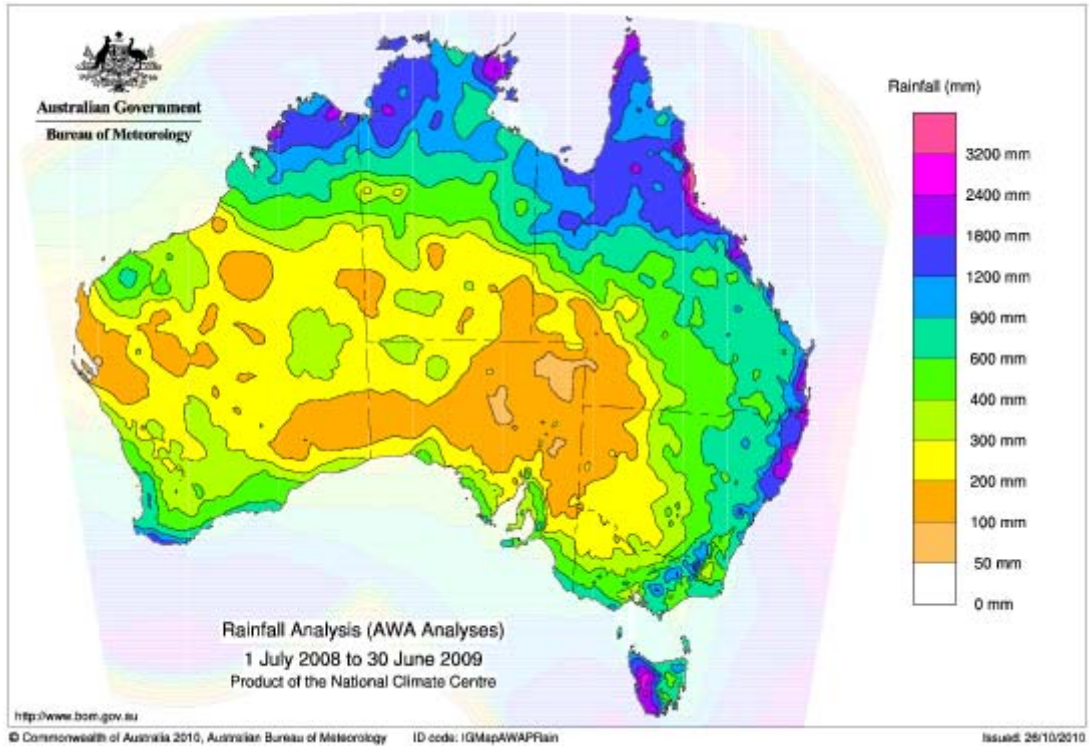 Australian Government
Bureau of Meteorology
Rainfall (mm)
3200 mm
2400 mm
1800 mm
1200 mm
900 mm
600 mm
400 mm
300 mm
200 mm
100 mm
50 mm
0 mm
Rainfall Analysis (AWA Analyses)
1 July 2008 to 30 June 2009
Product of the National Climate Centre
http://www.bom.gov.au
© Commonwealth of Australia 2010, Australian Bureau of Meteorology ID code: IGMapAWAPRain Issued: 26/10/2010